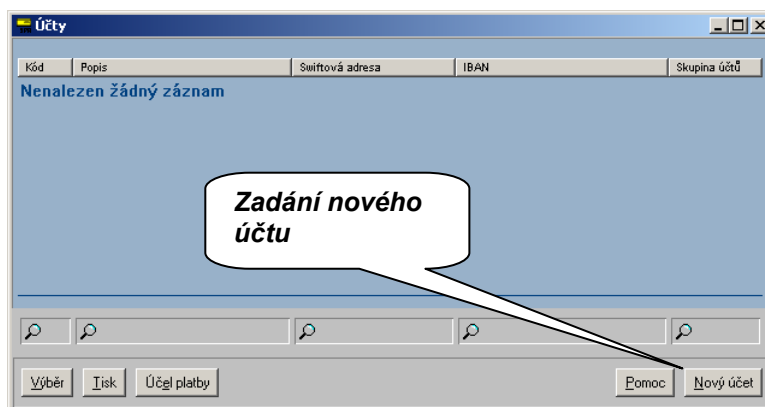 Účty
Kód Popis Swiftová adresa IBAN Skupina účtů
Nenalezen žádný záznam
Zadání nového
účtu
Výběr Tisk Účel platby Pomoc Nový účet